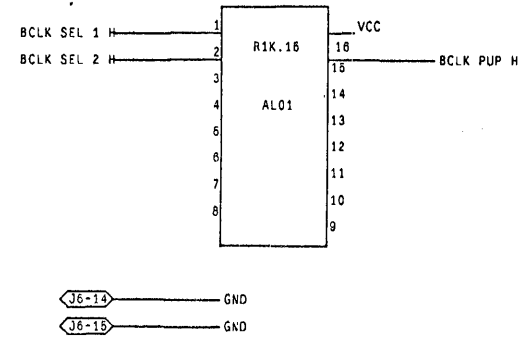 1 VCC
BCLK SEL 1 H
R1K.16 16
BCLK SEL 2 H 2
15 BCLK PUP H
3
14
4 AL01
13
5
12
6
11
7
10
8
9
J6-14 GND
J6-15 GND